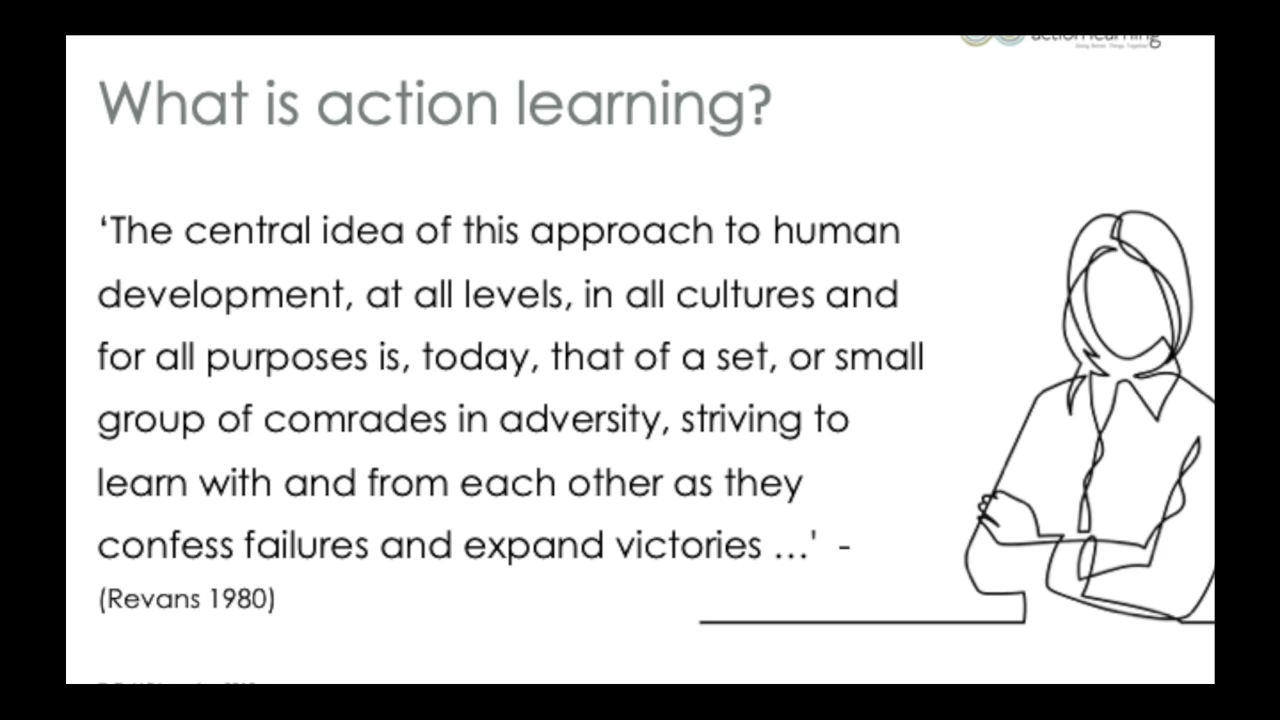 What is action learning?
‘The central idea of this approach to human
development, at all levels, in all cultures and
for all purposes is, today, that of a set, or small
group of comrades in adversity, striving to
learn with and from each other as they
confess failures and expand victories …' -
(Revans 1980)